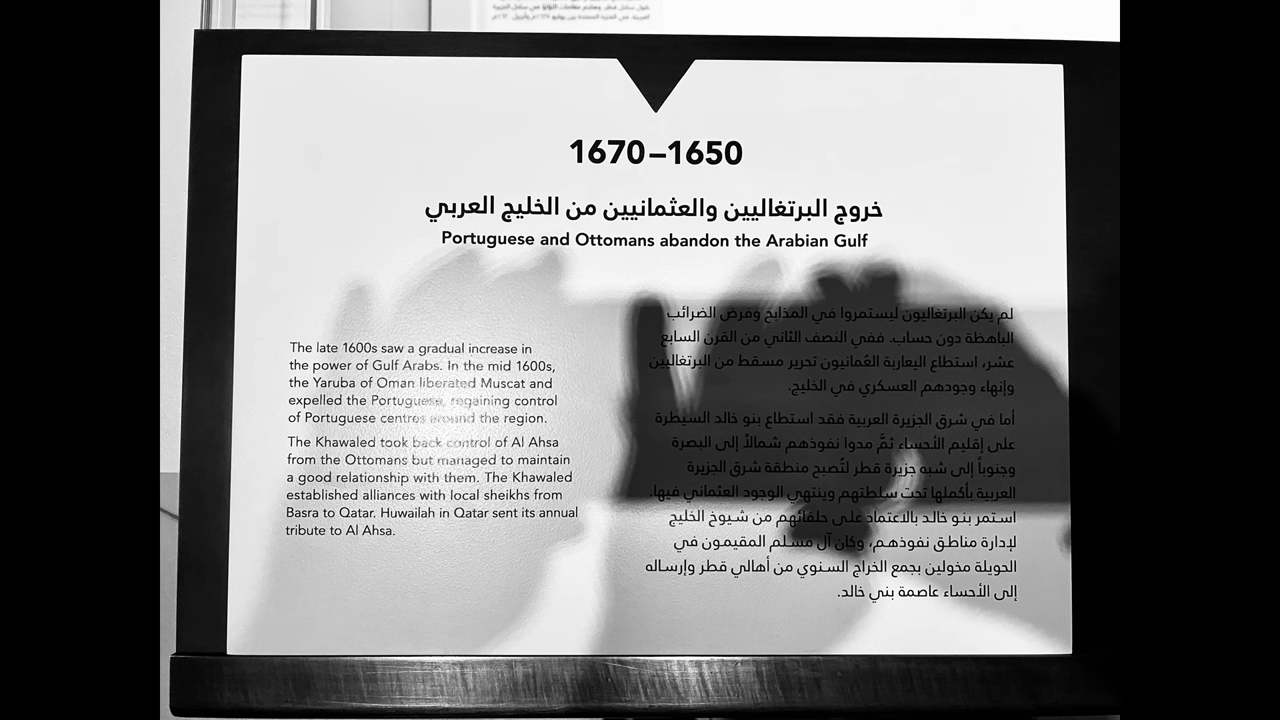 1670–1650
خروج البرتغاليين والعثمانيين من الخليج العربي
Portuguese and Ottomans abandon the Arabian Gulf
The late 1600s saw a gradual increase in
the power of Gulf Arabs. In the mid 1600s,
the Yaruba of Oman liberated Muscat and
expelled the Portuguese, regaining control
of Portuguese centres around the region.
The Khawaled took back control of Al Ahsa
from the Ottomans but managed to maintain
a good relationship with them. The Khawaled
established alliances with local sheikhs from
Basra to Qatar. Huwailah in Qatar sent its annual
tribute to Al Ahsa.
لم يكن البرتغاليون ليستمروا في المذابح وفرض الضرائب
الباهظة دون حساب. ففي النصف الثاني من القرن السابع
عشر، استطاع اليعاربة العُمانيون تحرير مسقط من البرتغاليين
وإنهاء وجودهم العسكري في الخليج.
أما في شرق الجزيرة العربية فقد استطاع بنو خالد السيطرة
على إقليم الأحساء ثمَّ مدوا نفوذهم شمالاً إلى البصرة
وجنوباً إلى شبه جزيرة قطر لتُصبح منطقة شرق الجزيرة
العربية بأكملها تحت سلطتهم وينتهي الوجود العثماني فيها.
استمر بنو خالد بالاعتماد على حلفائهم من شيوخ الخليج
لإدارة مناطق نفوذهم، وكان آل مسلم المقيمون في
الحويلة مخولين بجمع الخراج السنوي من أهالي قطر وإرساله
إلى الأحساء عاصمة بني خالد.